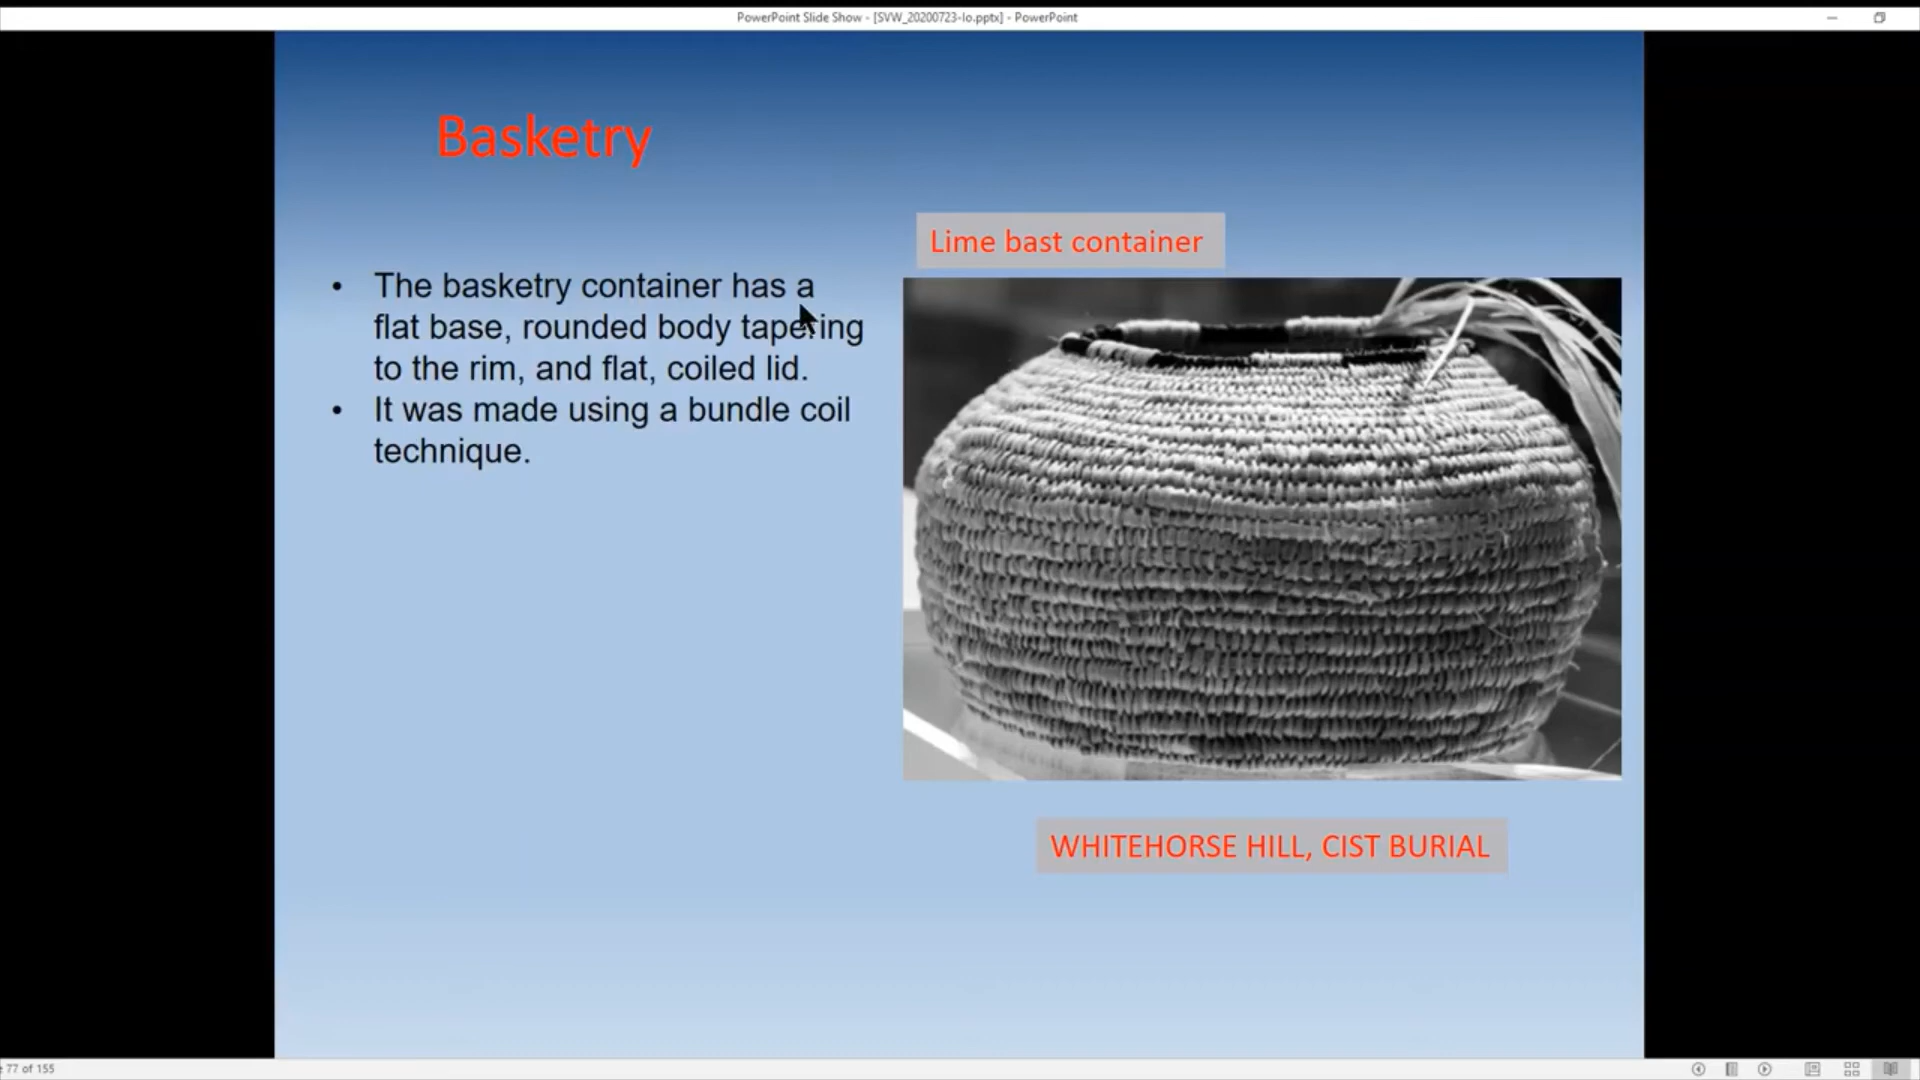 PowerPoint Slide Show - [SVW_20200723-lo.pptx] - PowerPoint
Basketry
Lime bast container
• The basketry container has a
flat base, rounded body tapering
to the rim, and flat, coiled lid.
• It was made using a bundle coil
technique.
WHITEHORSE HILL, CIST BURIAL
77 of 155